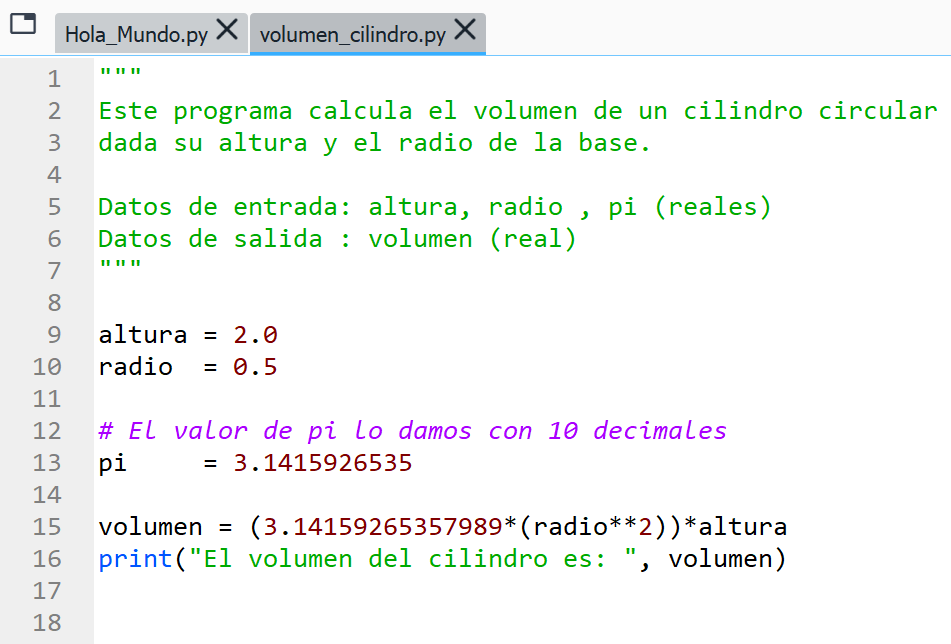 Hola_Mundo.py volumen_cilindro.py
1 """
2 Este programa calcula el volumen de un cilindro circular
3 dada su altura y el radio de la base.
4
5 Datos de entrada: altura, radio , pi (reales)
6 Datos de salida : volumen (real)
7 """
8
9 altura = 2.0
10 radio  = 0.5
11
12 # El valor de pi lo damos con 10 decimales
13 pi     = 3.1415926535
14
15 volumen = (3.14159265357989*(radio**2))*altura
16 print("El volumen del cilindro es: ", volumen)
17
18